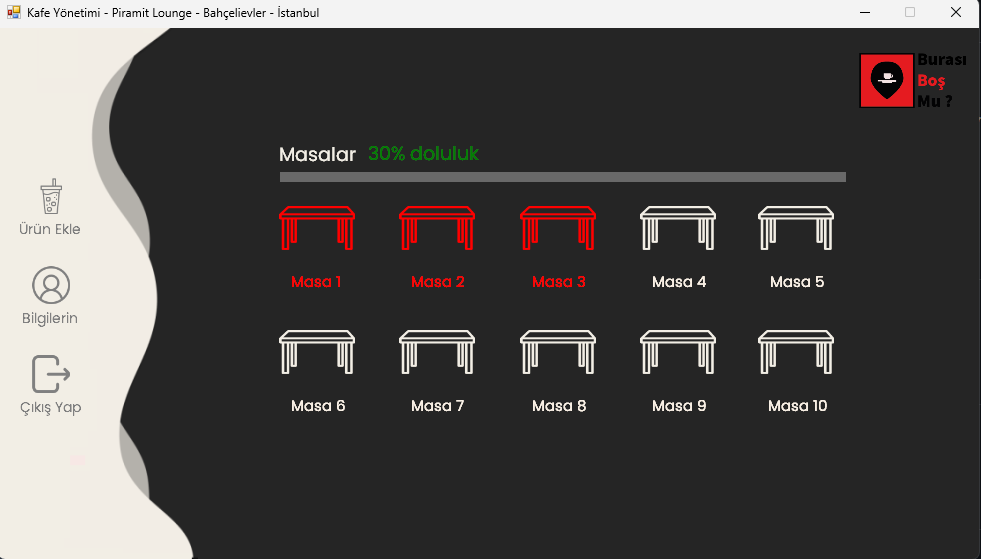 Kafe Yönetimi - Piramit Lounge - Bahçelievler - İstanbul
Burası
Boş
Mu ?
Masalar 30% doluluk
Ürün Ekle
Bilgilerin
Çıkış Yap
Masa 1 Masa 2 Masa 3 Masa 4 Masa 5
Masa 6 Masa 7 Masa 8 Masa 9 Masa 10